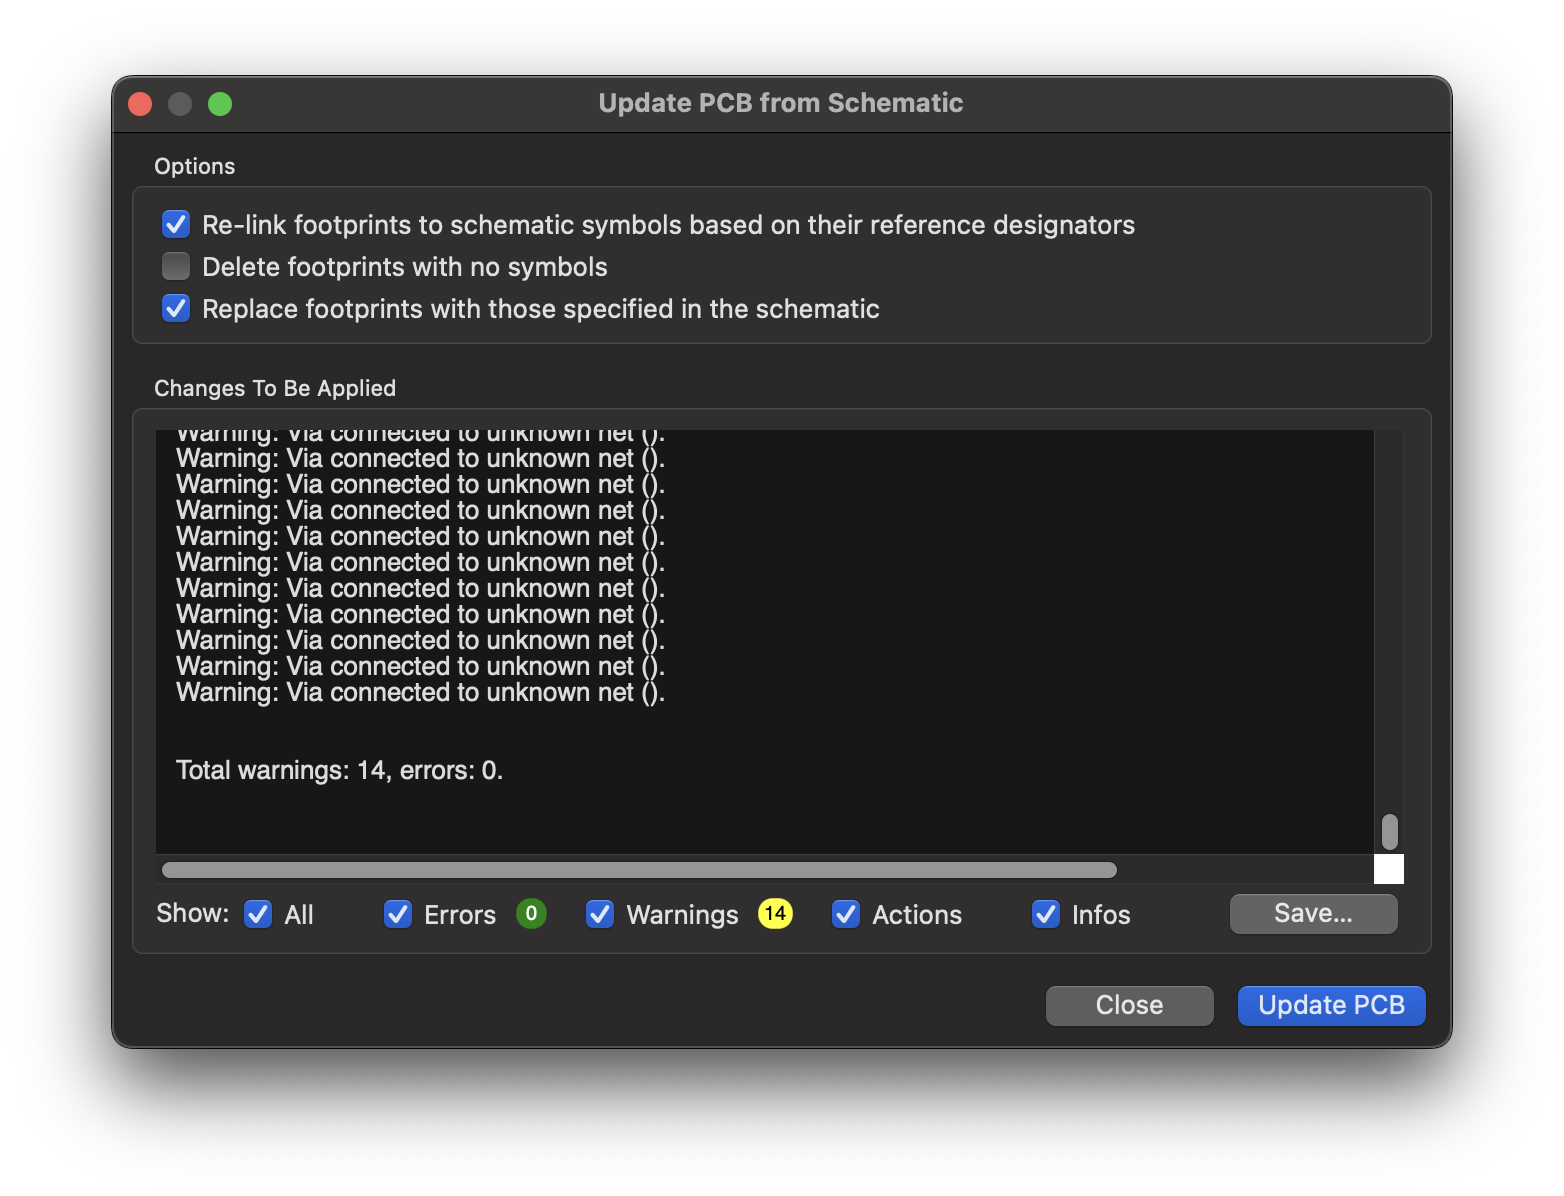 Update PCB from Schematic
Options
Re-link footprints to schematic symbols based on their reference designators
Delete footprints with no symbols
Replace footprints with those specified in the schematic
Changes To Be Applied
Warning: Via connected to unknown net ().
Warning: Via connected to unknown net ().
Warning: Via connected to unknown net ().
Warning: Via connected to unknown net ().
Warning: Via connected to unknown net ().
Warning: Via connected to unknown net ().
Warning: Via connected to unknown net ().
Warning: Via connected to unknown net ().
Warning: Via connected to unknown net ().
Warning: Via connected to unknown net ().
Warning: Via connected to unknown net ().
Total warnings: 14, errors: 0.
Show: All Errors 0 Warnings 14 Actions Infos Save...
Close Update PCB